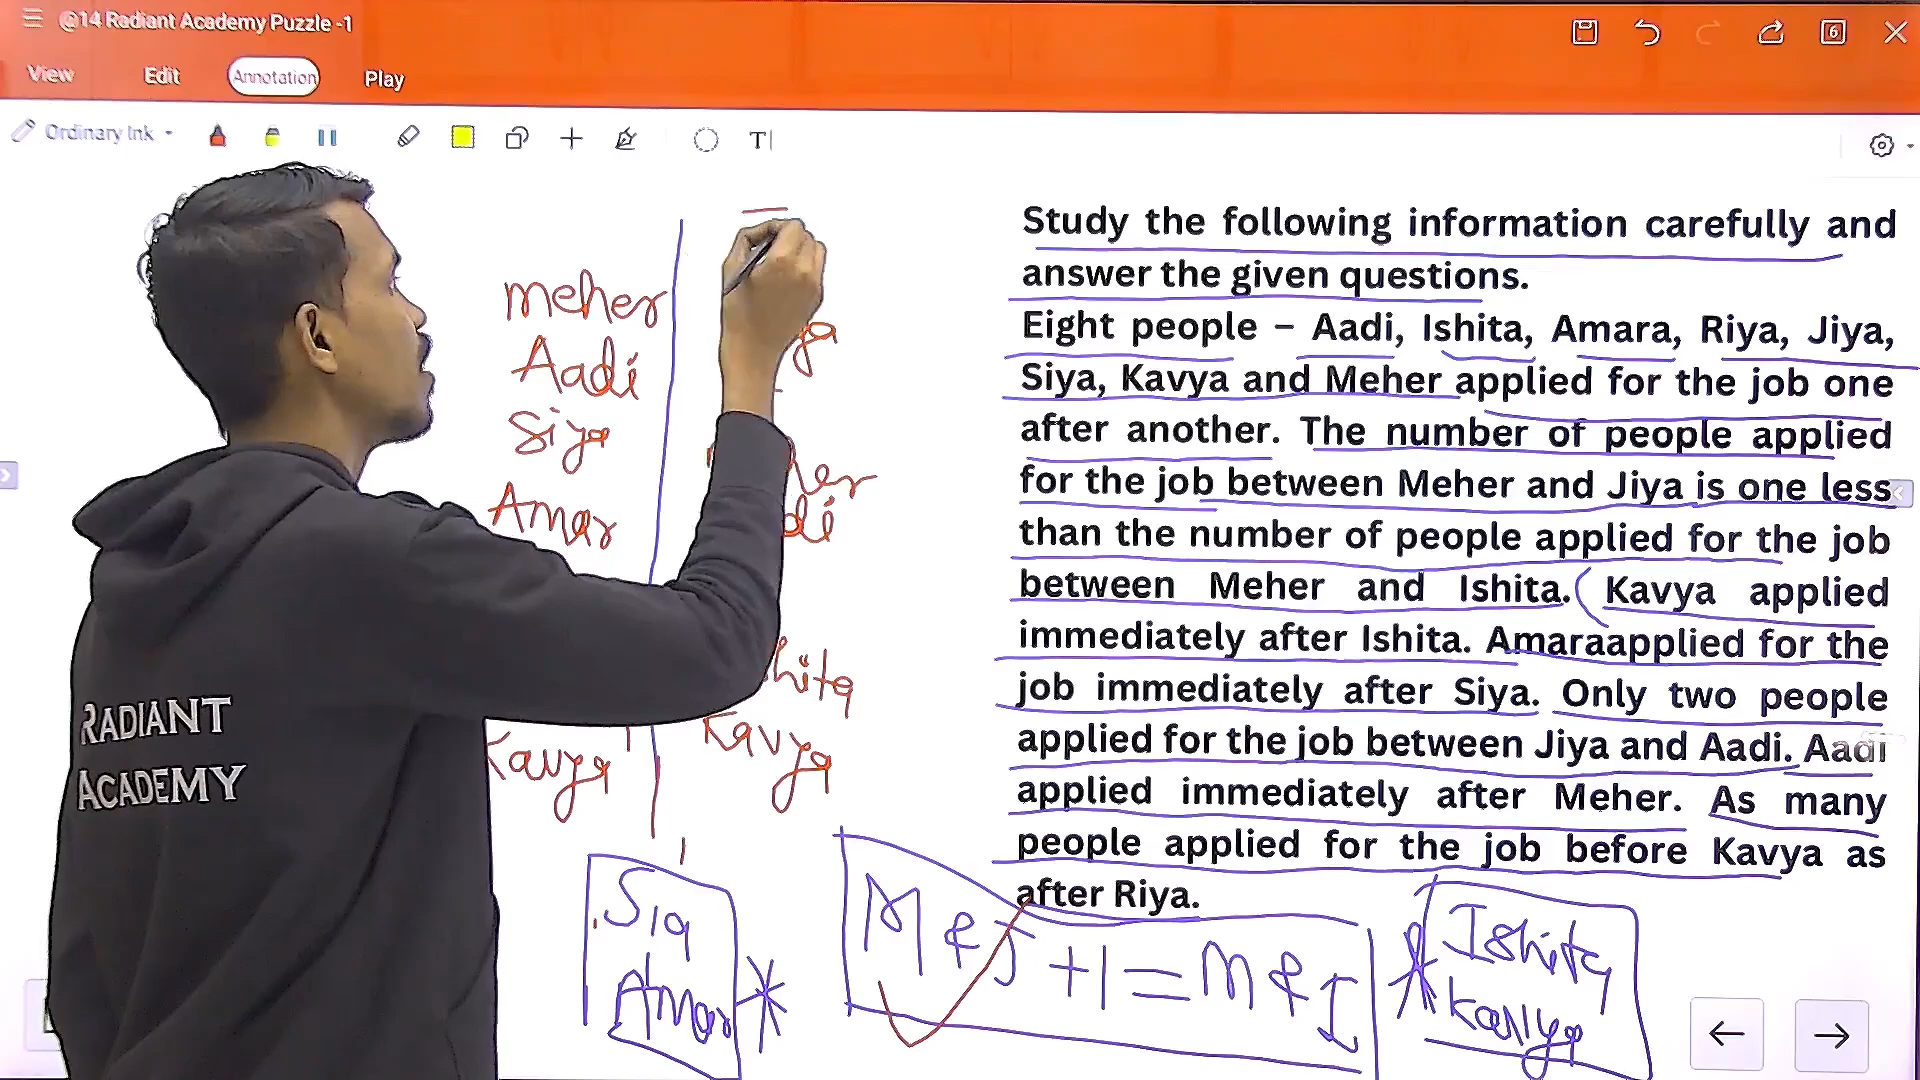 @14 Radiant Academy Puzzle -1
View Edit Annotation Play
Ordinary Ink
T|
6
Study the following information carefully and
answer the given questions.
Eight people – Aadi, Ishita, Amara, Riya, Jiya,
Siya, Kavya and Meher applied for the job one
after another. The number of people applied
for the job between Meher and Jiya is one less
than the number of people applied for the job
between Meher and Ishita. Kavya applied
immediately after Ishita. Amaraapplied for the
job immediately after Siya. Only two people
applied for the job between Jiya and Aadi. Aadi
applied immediately after Meher. As many
people applied for the job before Kavya as
after Riya.
meher
Aadi
Siya
Amar
Kavya
Kavya
Siq
Amar
M & J +1 = M & I
Ishita
Kavya
RADIANT
ACADEMY